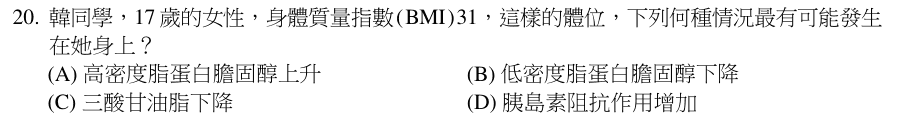 20. 韓同學，17 歲的女性，身體質量指數(BMI)31，這樣的體位，下列何種情況最有可能發生
在她身上？
(A) 高密度脂蛋白膽固醇上升 (B) 低密度脂蛋白膽固醇下降
(C) 三酸甘油脂下降 (D) 胰島素阻抗作用增加